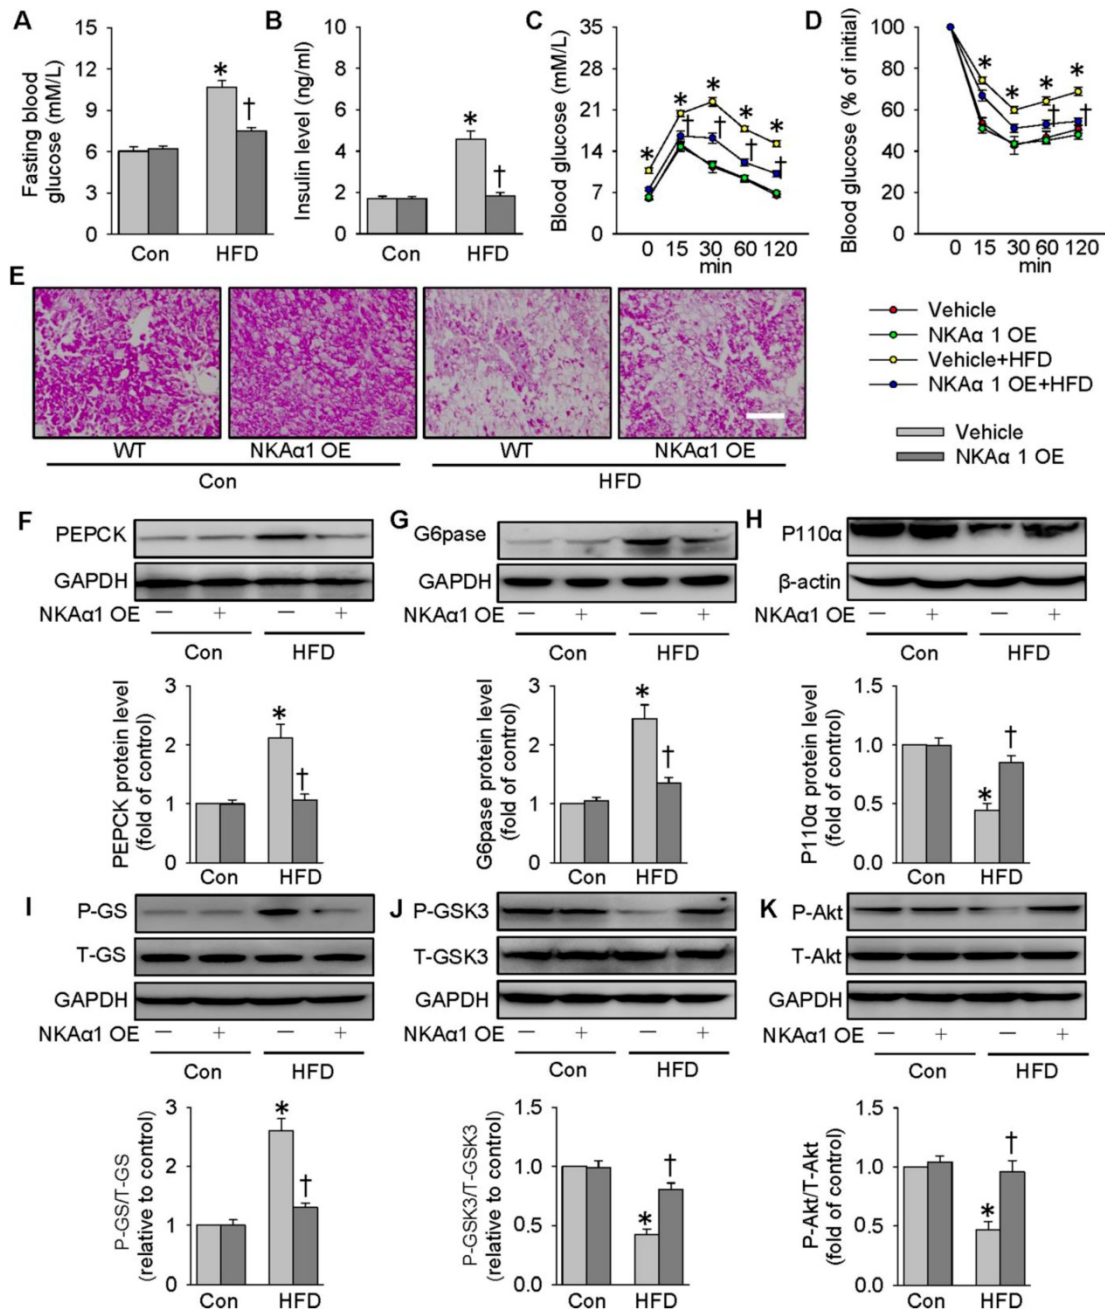 A
Fasting blood
glucose (mM/L)
15
12
9
6
3
0
*
†
Con
HFD
B
Insulin level (ng/ml)
10
8
6
4
2
0
*
†
Con
HFD
C
Blood glucose (mM/L)
35
28
21
14
7
0
*
*
*
*
*
†
†
†
†
0
15
30
60
120
min
D
Blood glucose (% of initial)
100
80
60
40
20
0
*
*
*
*
†
†
0
15
30
60
120
min
E
WT
NKAα1 OE
WT
NKAα1 OE
Con
HFD
Vehicle
NKAα 1 OE
Vehicle+HFD
NKAα 1 OE+HFD
Vehicle
NKAα 1 OE
F
PEPCK
GAPDH
NKAα1 OE — + — +
Con HFD
PEPCK protein level
(fold of control)
3
2
1
0
*
†
Con
HFD
G
G6pase
GAPDH
NKAα1 OE — + — +
Con HFD
G6pase protein level
(fold of control)
3
2
1
0
*
†
Con
HFD
H
P110α
β-actin
NKAα1 OE — + — +
Con HFD
P110α protein level
(fold of control)
1.5
1.0
0.5
0.0
*
†
Con
HFD
I
P-GS
T-GS
GAPDH
NKAα1 OE — + — +
Con HFD
P-GS/T-GS
(relative to control)
3
2
1
0
*
†
Con
HFD
J
P-GSK3
T-GSK3
GAPDH
NKAα1 OE — + — +
Con HFD
P-GSK3/T-GSK3
(relative to control)
1.5
1.0
0.5
0.0
*
†
Con
HFD
K
P-Akt
T-Akt
GAPDH
NKAα1 OE — + — +
Con HFD
P-Akt/T-Akt
(fold of control)
1.5
1.0
0.5
0.0
*
†
Con
HFD